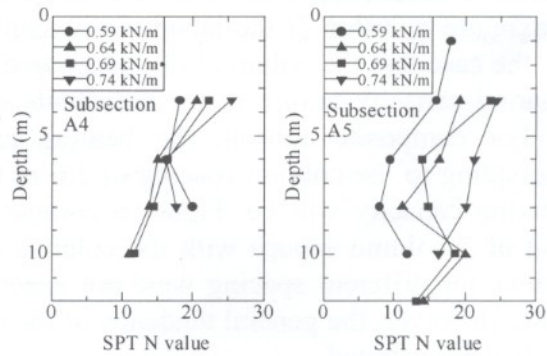 0
0.59 kN/m
0.64 kN/m
0.69 kN/m
0.74 kN/m
Subsection
A4
5
10
Depth (m)
0 10 20 30
SPT N value
0
0.59 kN/m
0.64 kN/m
0.69 kN/m
0.74 kN/m
Subsection
A5
5
10
Depth (m)
0 10 20 30
SPT N value